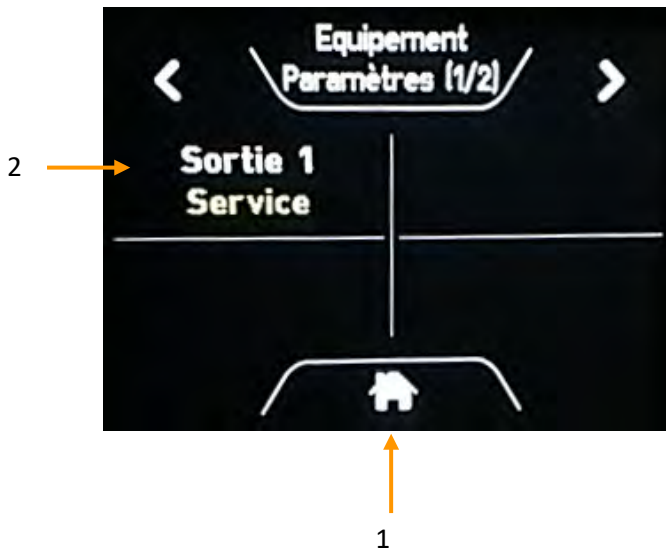 Equipement
Paramètres (1/2)
2
Sortie 1
Service
1